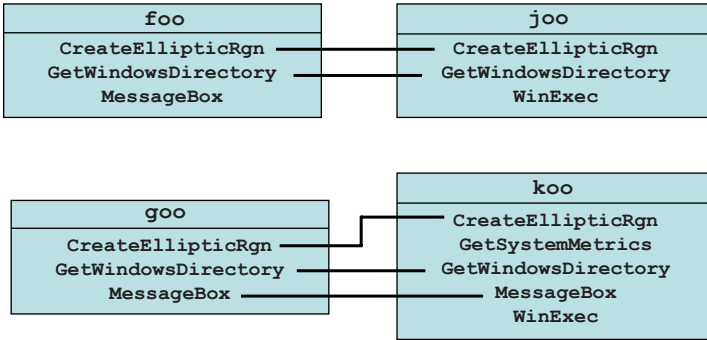 foo
CreateEllipticRgn
GetWindowsDirectory
MessageBox
joo
CreateEllipticRgn
GetWindowsDirectory
WinExec
goo
CreateEllipticRgn
GetWindowsDirectory
MessageBox
koo
CreateEllipticRgn
GetSystemMetrics
GetWindowsDirectory
MessageBox
WinExec